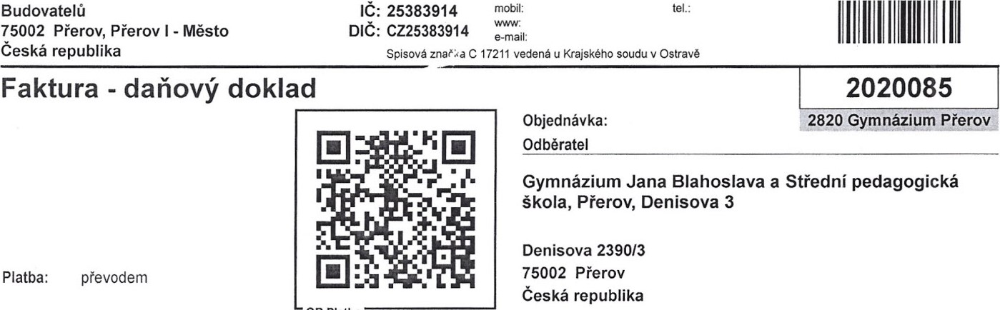 Budovatelů
75002 Přerov, Přerov I - Město
Česká republika
IČ: 25383914
DIČ: CZ25383914
mobil:
www:
e-mail:
tel.:
Spisová značka C 17211 vedená u Krajského soudu v Ostravě
Faktura - daňový doklad
2020085
Objednávka:
2820 Gymnázium Přerov
Odběratel
Gymnázium Jana Blahoslava a Střední pedagogická
škola, Přerov, Denisova 3
Denisova 2390/3
75002 Přerov
Česká republika
Platba: převodem